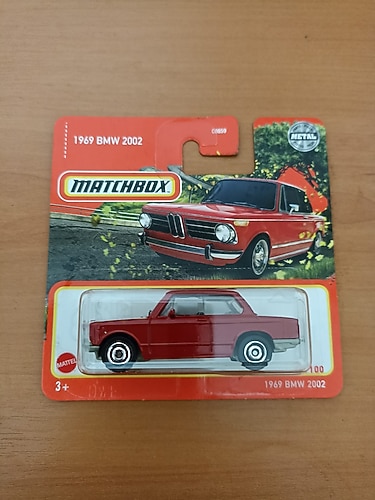 1969 BMW 2002
METAL
MATCHBOX
MATTEL
3+
100
1969 BMW 2002